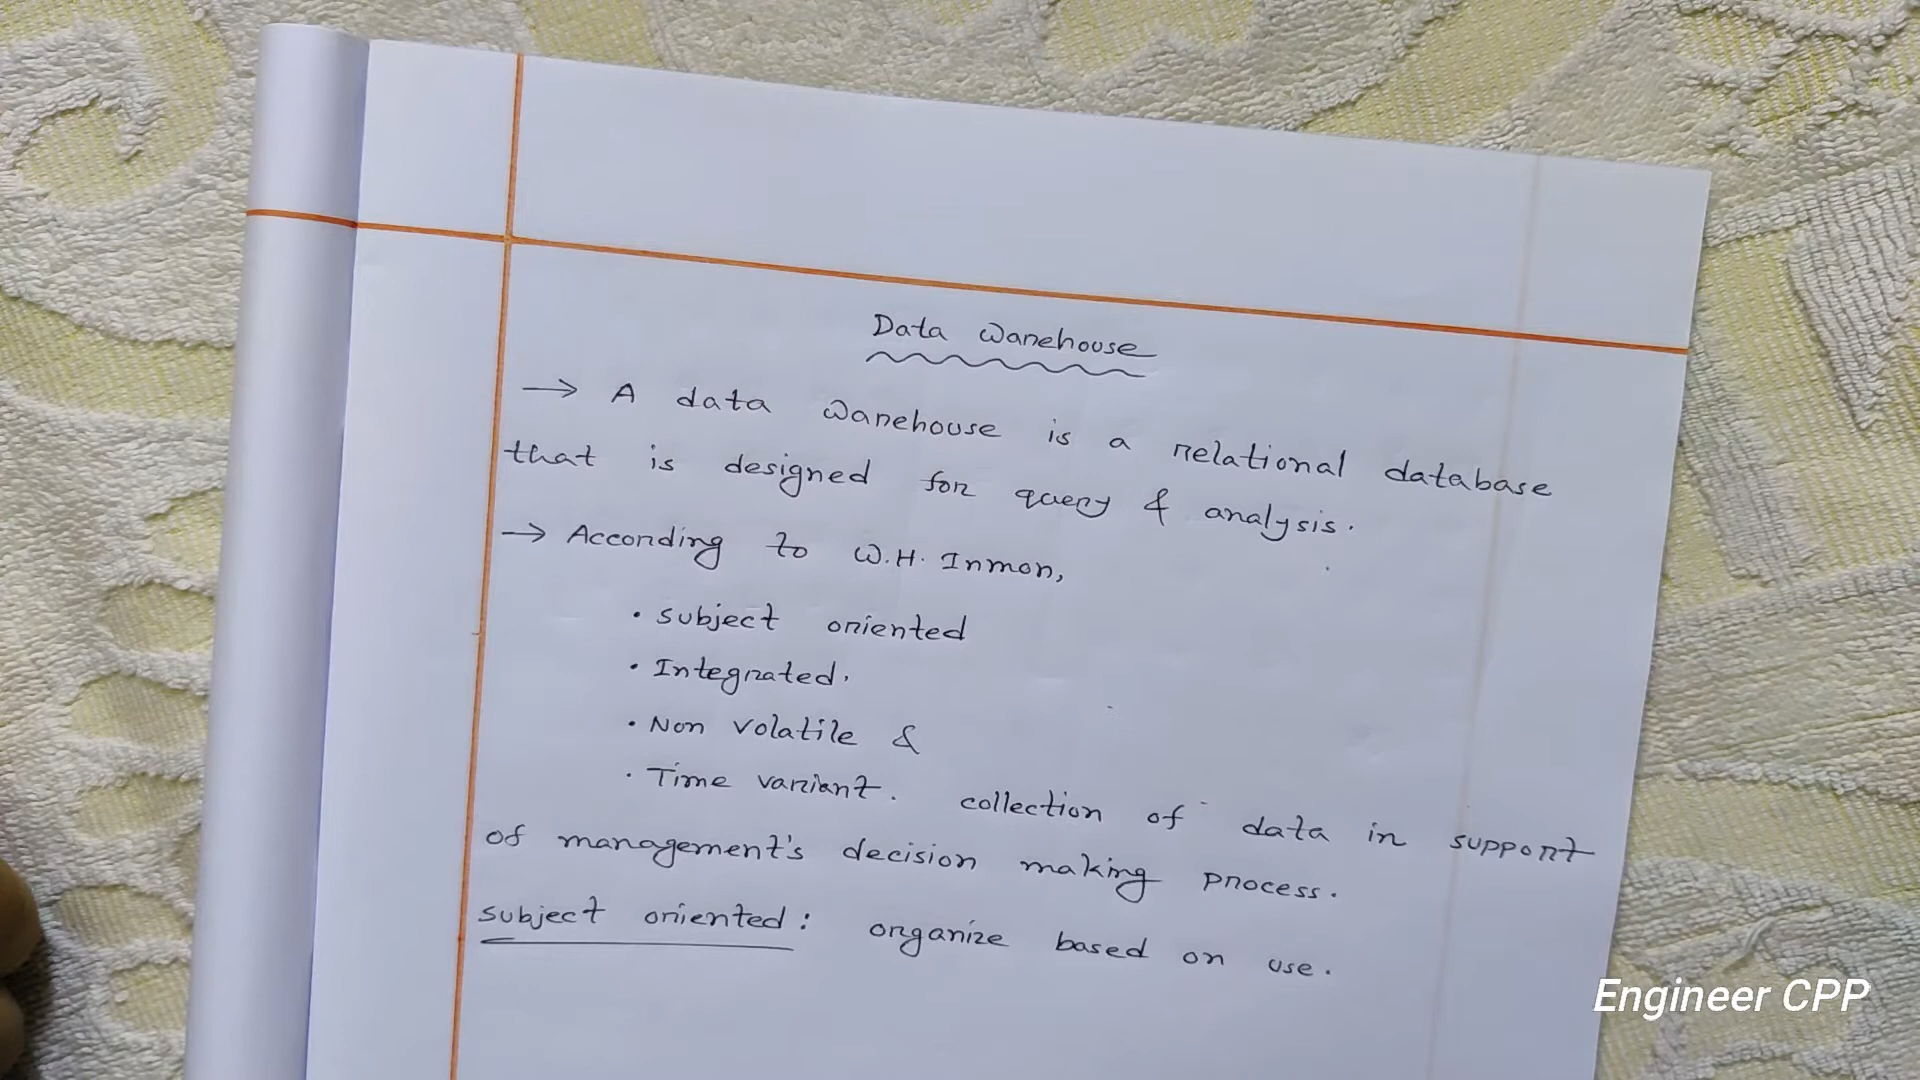 Data Warehouse
→ A data warehouse is a relational database
that is designed for query & analysis.
→ According to W.H. Inmon,
• subject oriented
• Integrated.
• Non volatile &
• Time variant. collection of data in support
of management's decision making process.
subject oriented: organize based on use.
Engineer CPP